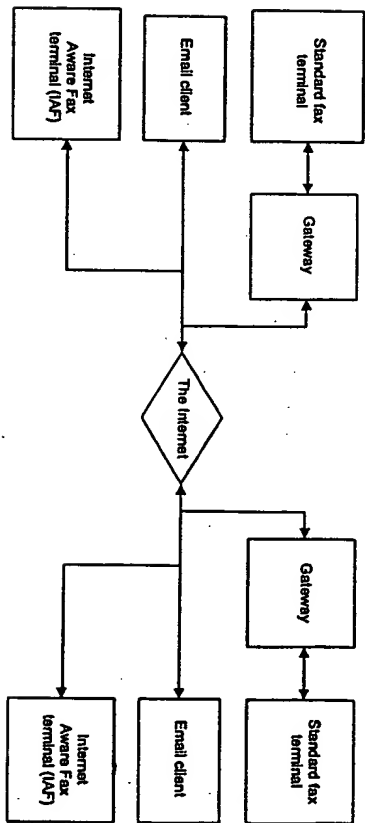 Standard fax
terminal
Gateway
Gateway
Standard fax
terminal
Email client
The Internet
Email client
Internet
Aware Fax
terminal (IAF)
Internet
Aware Fax
terminal (IAF)